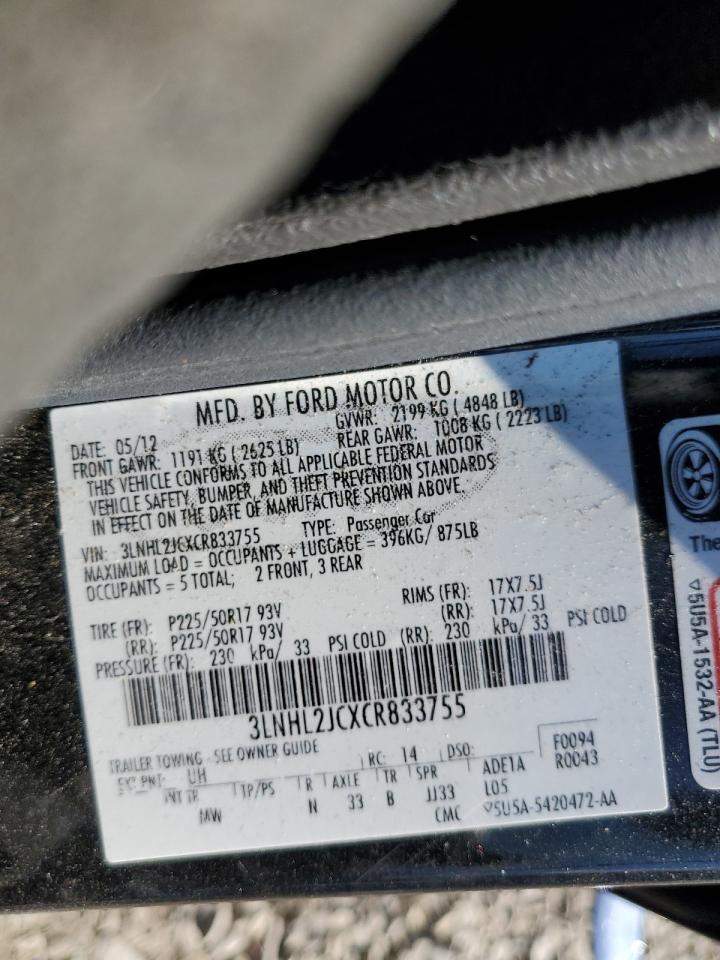 MFD. BY FORD MOTOR CO
DATE: 05/12 GVWR: 2199 KG ( 4848 LB)
FRONT GAWR: 1191 KG ( 2625 LB) REAR GAWR: 1008 KG ( 2223 LB)
THIS VEHICLE CONFORMS TO ALL APPLICABLE FEDERAL MOTOR
VEHICLE SAFETY, BUMPER, AND THEFT PREVENTION STANDARDS
IN EFFECT ON THE DATE OF MANUFACTURE SHOWN ABOVE.
VIN: 3LNHL2JCXCR833755 TYPE: Passenger Car
MAXIMUM LOAD = OCCUPANTS + LUGGAGE = 396KG/ 875LB
OCCUPANTS = 5 TOTAL; 2 FRONT, 3 REAR
TIRE (FR): P225/50R17 93V RIMS (FR): 17X7.5J
(RR): P225/50R17 93V (RR): 17X7.5J
PRESSURE (FR): 230 kPa/ 33 PSI COLD (RR): 230 kPa/ 33 PSI COLD
3LNHL2JCXCR833755
TRAILER TOWING - SEE OWNER GUIDE
EXT PNT: UH RC: 14 DSO: F0094
R0043
INT TR TP/PS R AXLE TR SPR ADE1A
MW N 33 B JJ33 L05
CMC 5U5A-5420472-AA
The
5U5A-1532-AA (TLU)